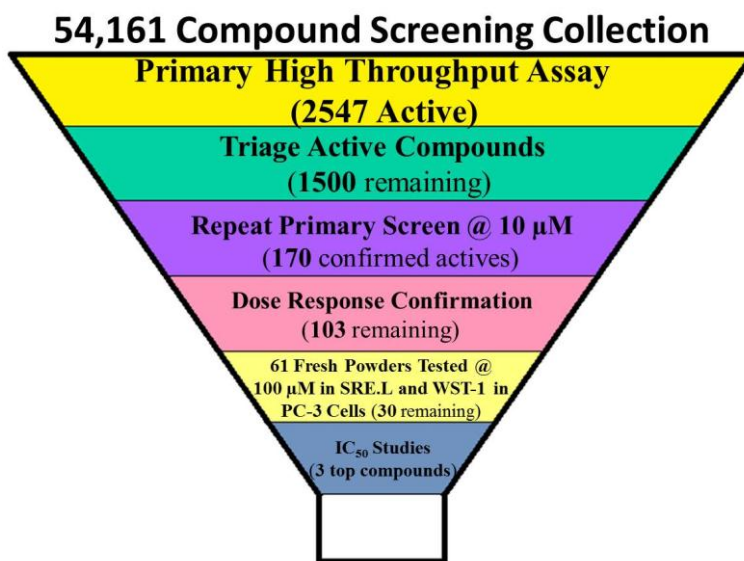 54,161 Compound Screening Collection
Primary High Throughput Assay
(2547 Active)
Triage Active Compounds
(1500 remaining)
Repeat Primary Screen @ 10 µM
(170 confirmed actives)
Dose Response Confirmation
(103 remaining)
61 Fresh Powders Tested @
100 µM in SRE.L and WST-1 in
PC-3 Cells (30 remaining)
IC₅₀ Studies
(3 top compounds)